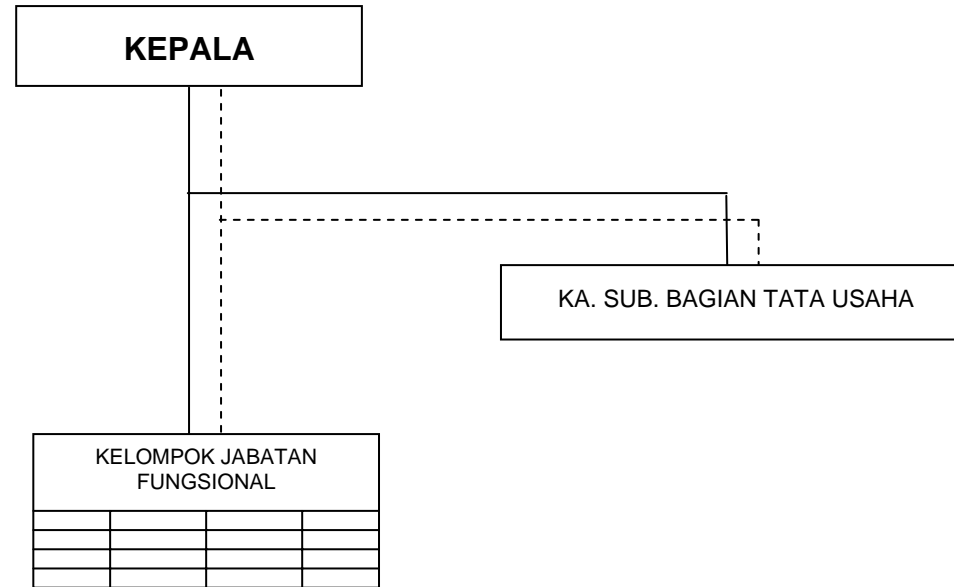 KEPALA
KA. SUB. BAGIAN TATA USAHA
KELOMPOK JABATAN
FUNGSIONAL